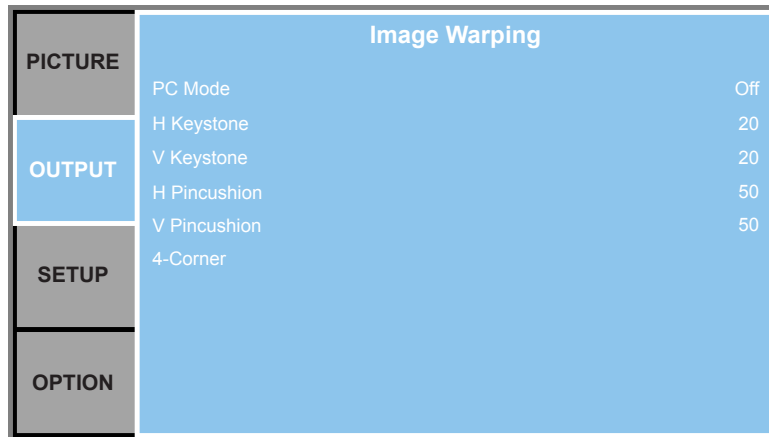 PICTURE
OUTPUT
SETUP
OPTION
Image Warping
PC Mode Off
H Keystone 20
V Keystone 20
H Pincushion 50
V Pincushion 50
4-Corner